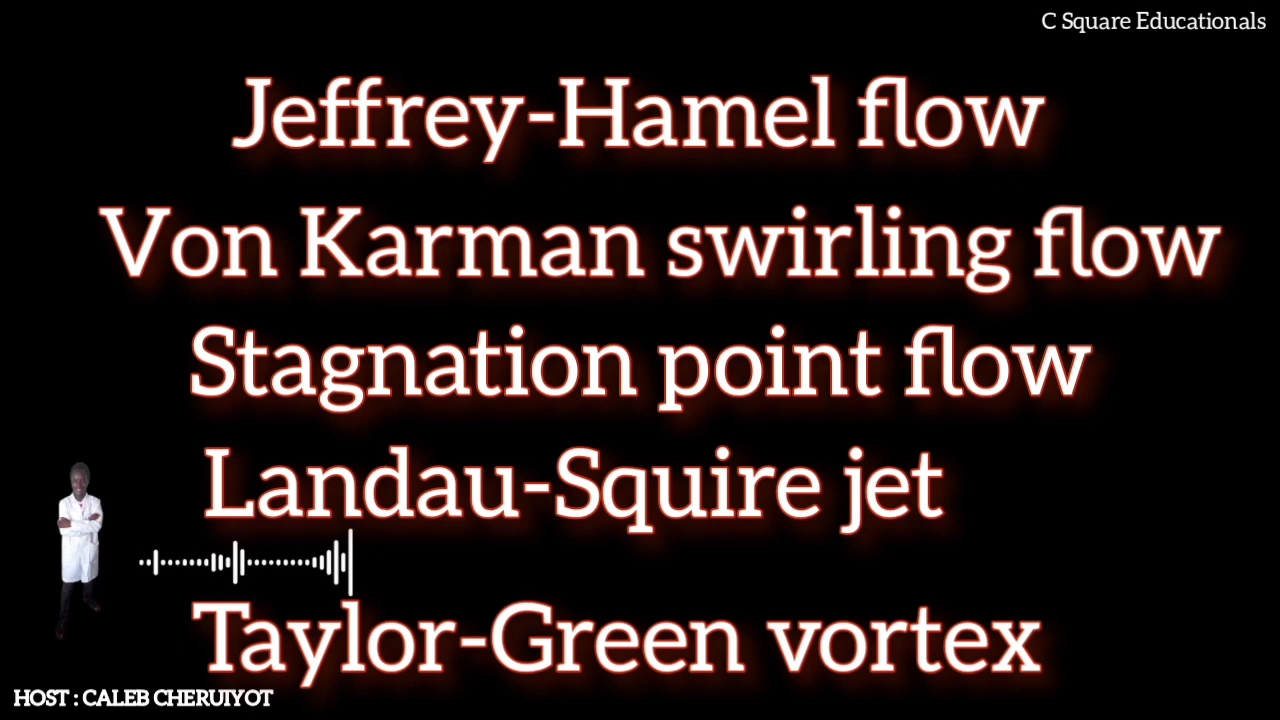 C Square Educationals
Jeffrey-Hamel flow
Von Karman swirling flow
Stagnation point flow
Landau-Squire jet
Taylor-Green vortex
HOST : CALEB CHERUIYOT